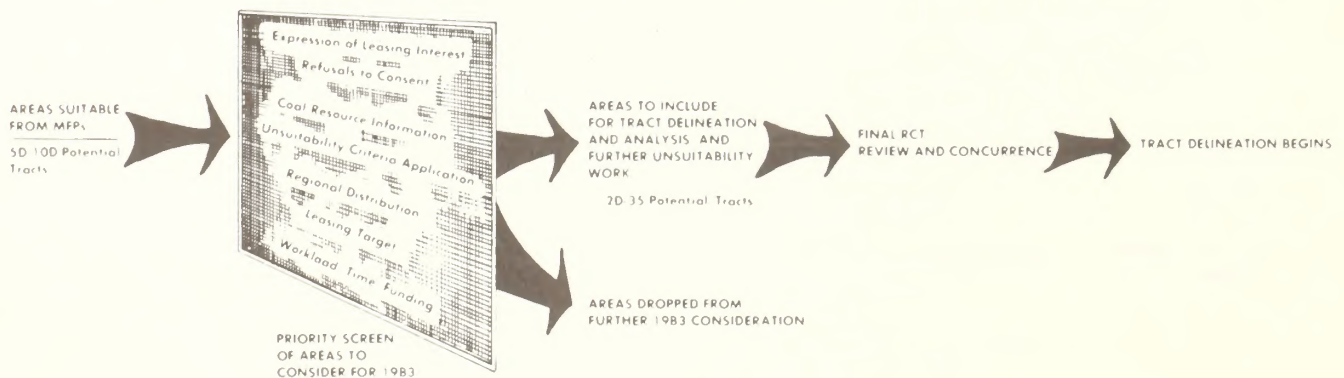 AREAS SUITABLE
FROM MFPs
50 100 Potential
Tracts
Expression of Leasing Interest
Refusals to Consent
Coal Resource Information
Unsuitability Criteria Application
Regional Distribution
Leasing Target
Workload Time Funding
PRIORITY SCREEN
OF AREAS TO
CONSIDER FOR 1983
AREAS TO INCLUDE
FOR TRACT DELINEATION
AND ANALYSIS AND
FURTHER UNSUITABILITY
WORK
20-35 Potential Tracts
AREAS DROPPED FROM
FURTHER 1983 CONSIDERATION
FINAL RCT
REVIEW AND CONCURRENCE
TRACT DELINEATION BEGINS